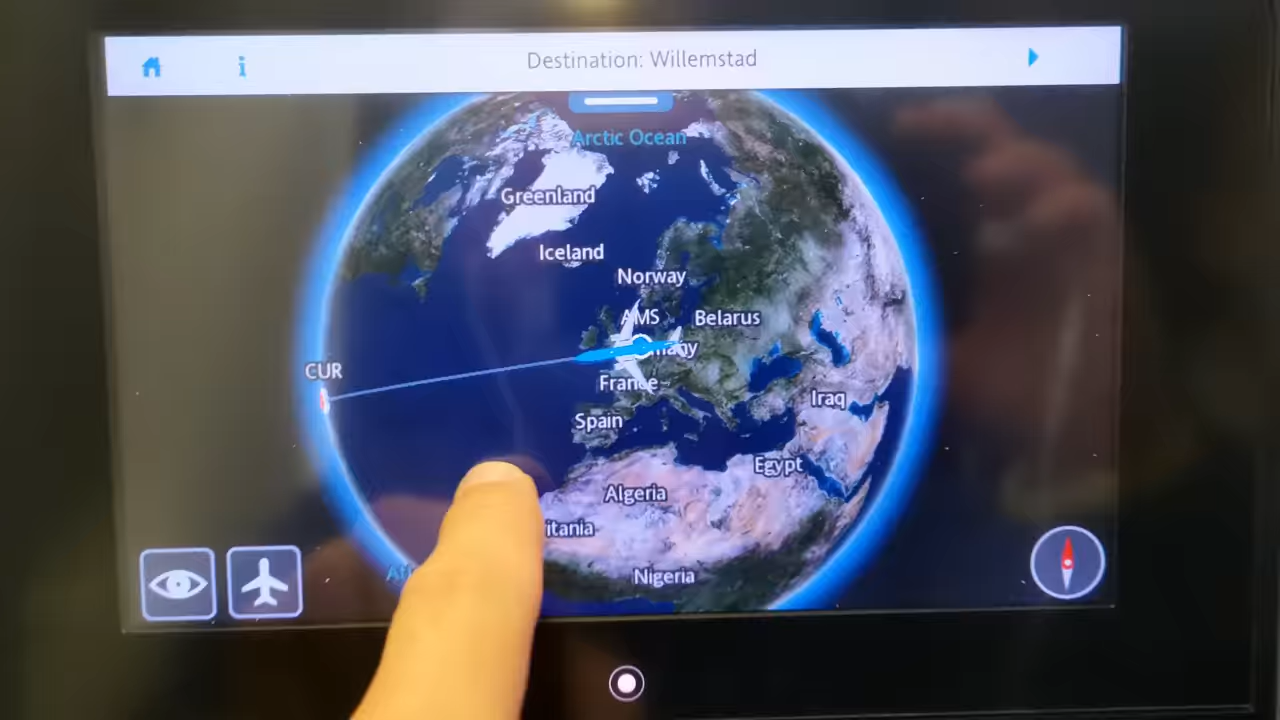 i
Destination: Willemstad
Arctic Ocean
Greenland
Iceland
Norway
AMS
Belarus
CUR
France
Iraq
Spain
Egypt
Algeria
Nigeria